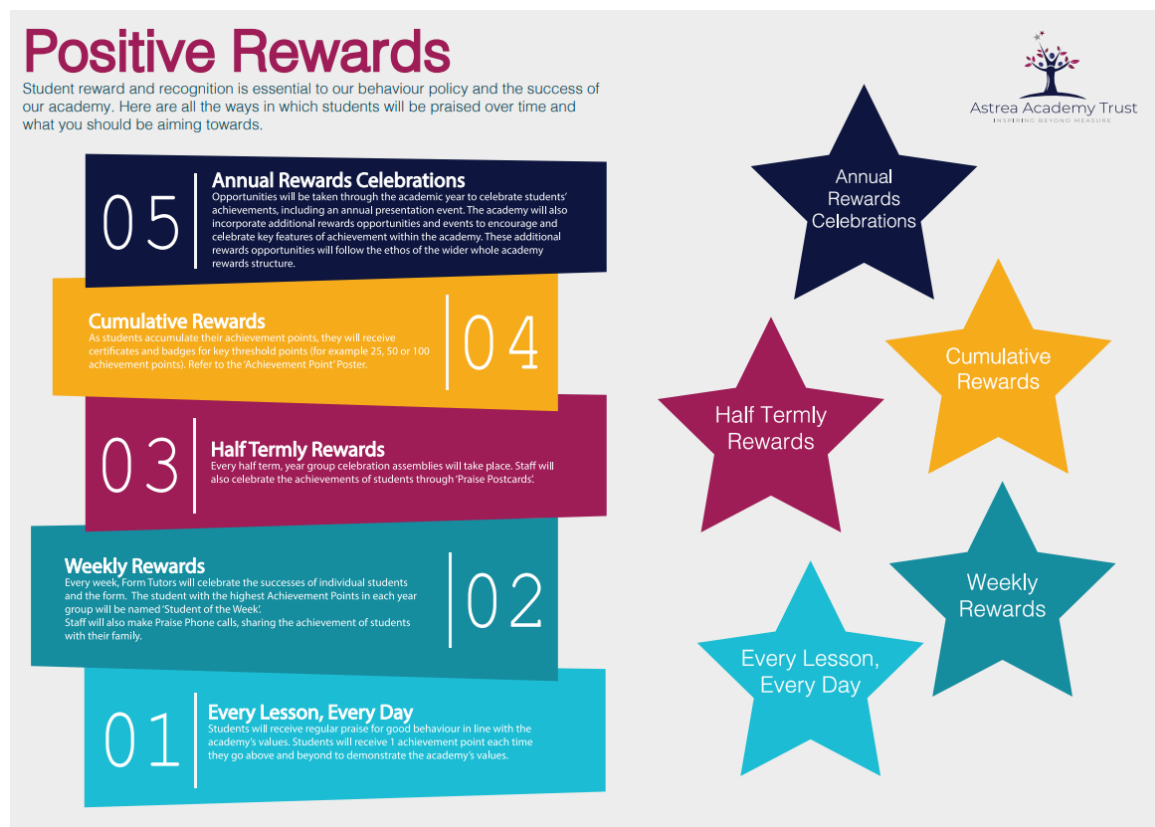 Positive Rewards
Student reward and recognition is essential to our behaviour policy and the success of
our academy. Here are all the ways in which students will be praised over time and
what you should be aiming towards.
Astrea Academy Trust
INSPIRING BEYOND MEASURE
05
Annual Rewards Celebrations
Opportunities will be taken through the academic year to celebrate students'
achievements, including an annual presentation event. The academy will also
incorporate additional rewards opportunities and events to encourage and
celebrate key features of achievement within the academy. These additional
rewards opportunities will follow the ethos of the wider whole academy
rewards structure.
Cumulative Rewards
As students accumulate their achievement points, they will receive
certificates and badges for key threshold points (for example 25, 50 or 100
achievement points). Refer to the 'Achievement Point' Poster.
04
03
Half Termly Rewards
Every half term, year group celebration assemblies will take place. Staff will
also celebrate the achievements of students through 'Praise Postcards'.
Weekly Rewards
Every week, Form Tutors will celebrate the successes of individual students
and the form. The student with the highest Achievement Points in each year
group will be named 'Student of the Week'.
Staff will also make Praise Phone calls, sharing the achievement of students
with their family.
02
01
Every Lesson, Every Day
Students will receive regular praise for good behaviour in line with the
academy's values. Students will receive 1 achievement point each time
they go above and beyond to demonstrate the academy's values.
Annual
Rewards
Celebrations
Cumulative
Rewards
Half Termly
Rewards
Weekly
Rewards
Every Lesson,
Every Day